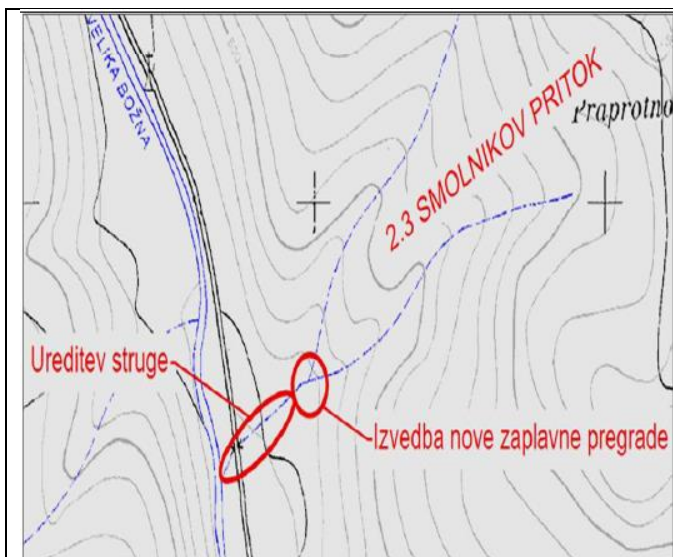 VELIKA BOŽNA
Praprotno
2.3 SMOLNIKOV PRITOK
Ureditev struge
Izvedba nove zaplavne pregrade